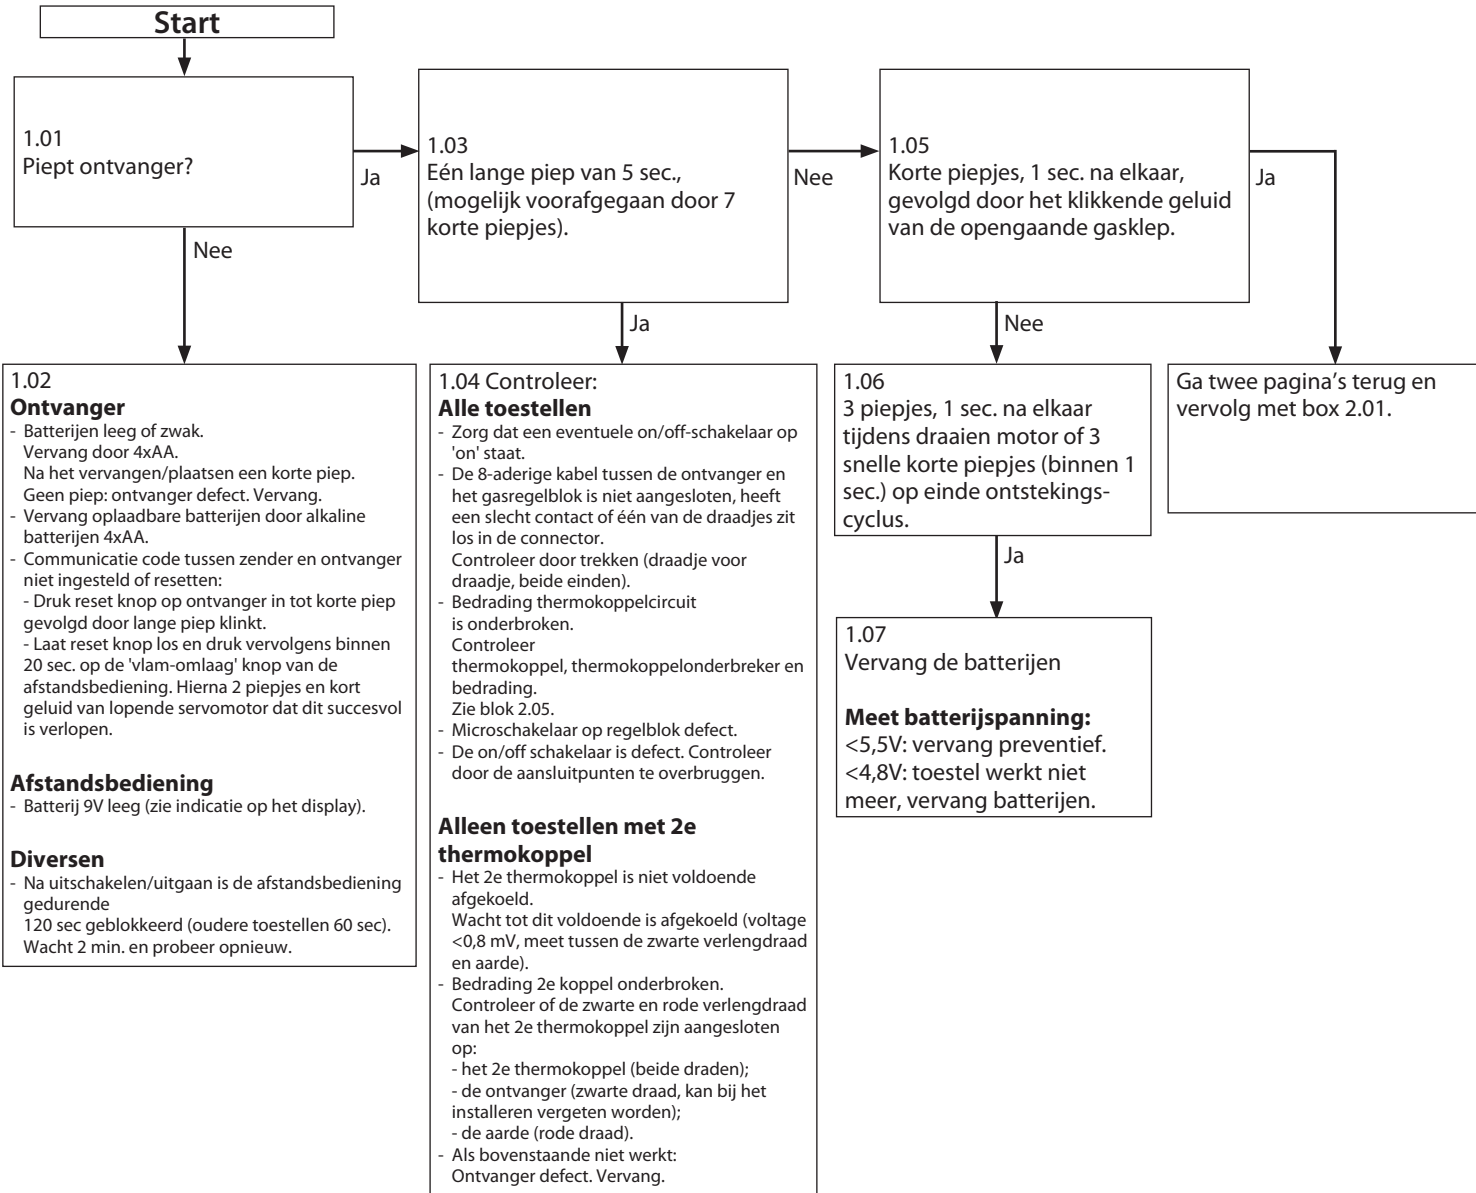 Start
1.01
Piept ontvanger?
Ja
Nee
1.03
Eén lange piep van 5 sec.,
(mogelijk voorafgegaan door 7
korte piepjes).
Nee
Ja
1.05
Korte piepjes, 1 sec. na elkaar,
gevolgd door het klikkende geluid
van de opengaande gasklep.
Ja
Nee
1.02
Ontvanger
- Batterijen leeg of zwak.
Vervang door 4xAA.
Na het vervangen/plaatsen een korte piep.
Geen piep: ontvanger defect. Vervang.
- Vervang oplaadbare batterijen door alkaline
batterijen 4xAA.
- Communicatie code tussen zender en ontvanger
niet ingesteld of resetten:
- Druk reset knop op ontvanger in tot korte piep
gevolgd door lange piep klinkt.
- Laat reset knop los en druk vervolgens binnen
20 sec. op de 'vlam-omlaag' knop van de
afstandsbediening. Hierna 2 piepjes en kort
geluid van lopende servomotor dat dit succesvol
is verlopen.
Afstandsbediening
- Batterij 9V leeg (zie indicatie op het display).
Diversen
- Na uitschakelen/uitgaan is de afstandsbediening
gedurende
120 sec geblokkeerd (oudere toestellen 60 sec).
Wacht 2 min. en probeer opnieuw.
1.04 Controleer:
Alle toestellen
- Zorg dat een eventuele on/off-schakelaar op
'on' staat.
- De 8-aderige kabel tussen de ontvanger en
het gasregelblok is niet aangesloten, heeft
een slecht contact of één van de draadjes zit
los in de connector.
Controleer door trekken (draadje voor
draadje, beide einden).
- Bedrading thermokoppelcircuit
is onderbroken.
Controleer
thermokoppel, thermokoppelonderbreker en
bedrading.
Zie blok 2.05.
- Microschakelaar op regelblok defect.
- De on/off schakelaar is defect. Controleer
door de aansluitpunten te overbruggen.
Alleen toestellen met 2e
thermokoppel
- Het 2e thermokoppel is niet voldoende
afgekoeld.
Wacht tot dit voldoende is afgekoeld (voltage
<0,8 mV, meet tussen de zwarte verlengdraad
en aarde).
- Bedrading 2e koppel onderbroken.
Controleer of de zwarte en rode verlengdraad
van het 2e thermokoppel zijn aangesloten
op:
- het 2e thermokoppel (beide draden);
- de ontvanger (zwarte draad, kan bij het
installeren vergeten worden);
- de aarde (rode draad).
- Als bovenstaande niet werkt:
Ontvanger defect. Vervang.
1.06
3 piepjes, 1 sec. na elkaar
tijdens draaien motor of 3
snelle korte piepjes (binnen 1
sec.) op einde ontstekings-
cyclus.
Ja
1.07
Vervang de batterijen
Meet batterijspanning:
<5,5V: vervang preventief.
<4,8V: toestel werkt niet
meer, vervang batterijen.
Ga twee pagina's terug en
vervolg met box 2.01.